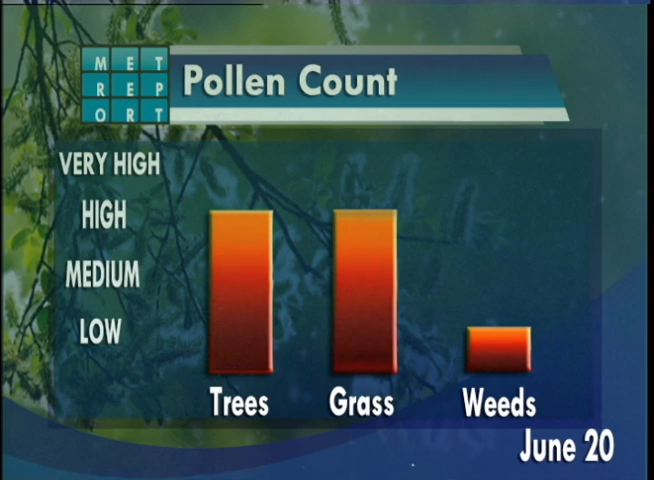 MET
REP
ORT
Pollen Count
VERY HIGH
HIGH
MEDIUM
LOW
Trees Grass Weeds
June 20